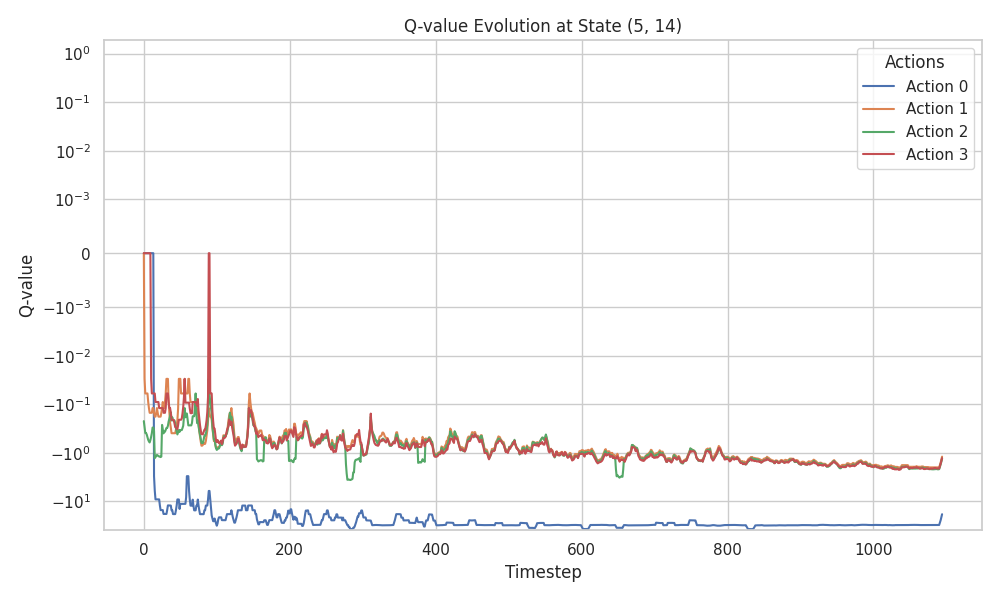 Q-value Evolution at State (5, 14)
Q-value
10⁰
10⁻¹
10⁻²
10⁻³
0
−10⁻³
−10⁻²
−10⁻¹
−10⁰
−10¹
Actions
Action 0
Action 1
Action 2
Action 3
0 200 400 600 800 1000
Timestep